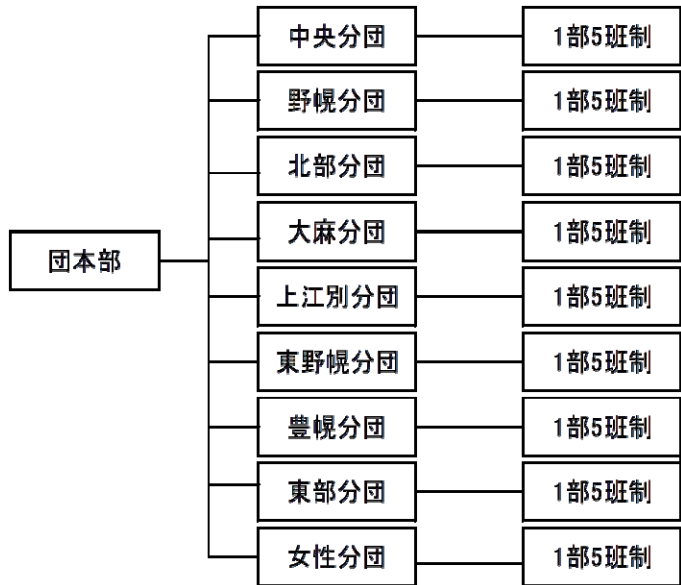 中央分団 1部5班制
野幌分団 1部5班制
北部分団 1部5班制
大麻分団 1部5班制
団本部
上江別分団 1部5班制
東野幌分団 1部5班制
豊幌分団 1部5班制
東部分団 1部5班制
女性分団 1部5班制